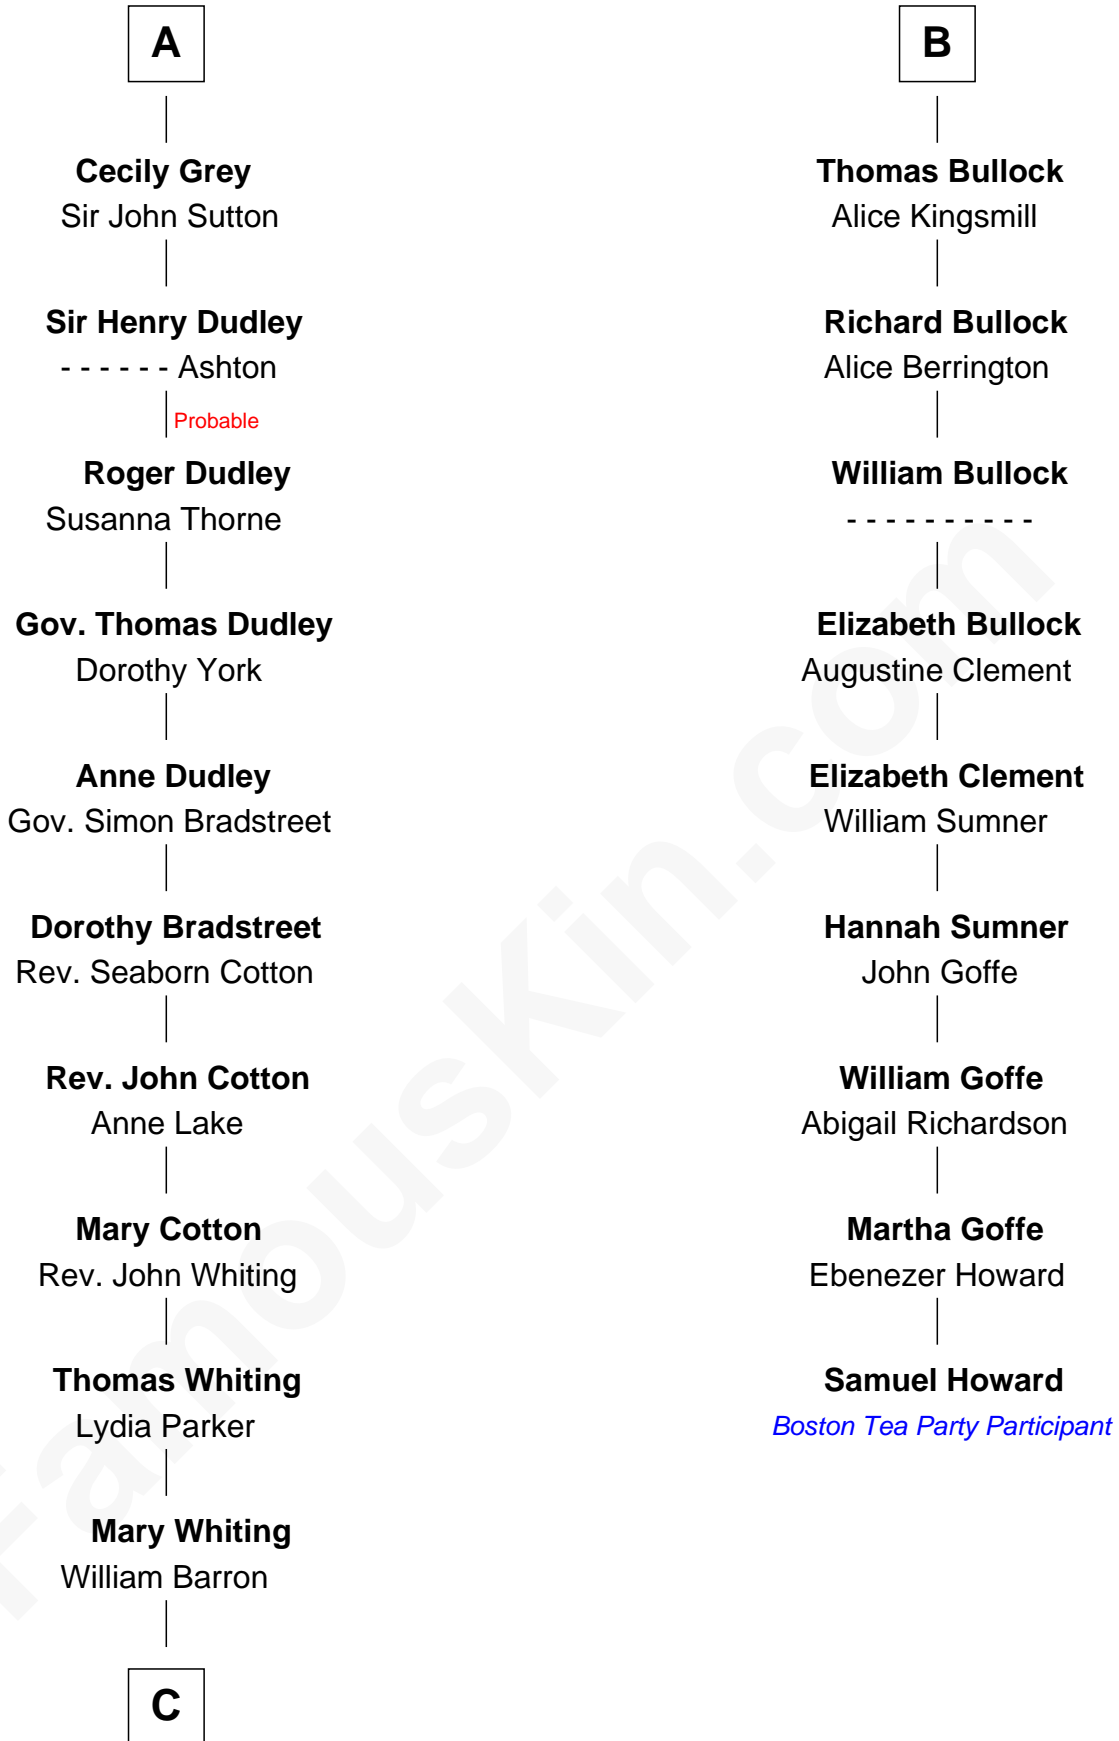 A
Cecily Grey
Sir John Sutton
Sir Henry Dudley
- - - - - - Ashton
Probable
Roger Dudley
Susanna Thorne
Gov. Thomas Dudley
Dorothy York
Anne Dudley
Gov. Simon Bradstreet
Dorothy Bradstreet
Rev. Seaborn Cotton
Rev. John Cotton
Anne Lake
Mary Cotton
Rev. John Whiting
Thomas Whiting
Lydia Parker
Mary Whiting
William Barron
C
B
Thomas Bullock
Alice Kingsmill
Richard Bullock
Alice Berrington
William Bullock
- - - - - - - - - -
Elizabeth Bullock
Augustine Clement
Elizabeth Clement
William Sumner
Hannah Sumner
John Goffe
William Goffe
Abigail Richardson
Martha Goffe
Ebenezer Howard
Samuel Howard
Boston Tea Party Participant
FamousKin.com